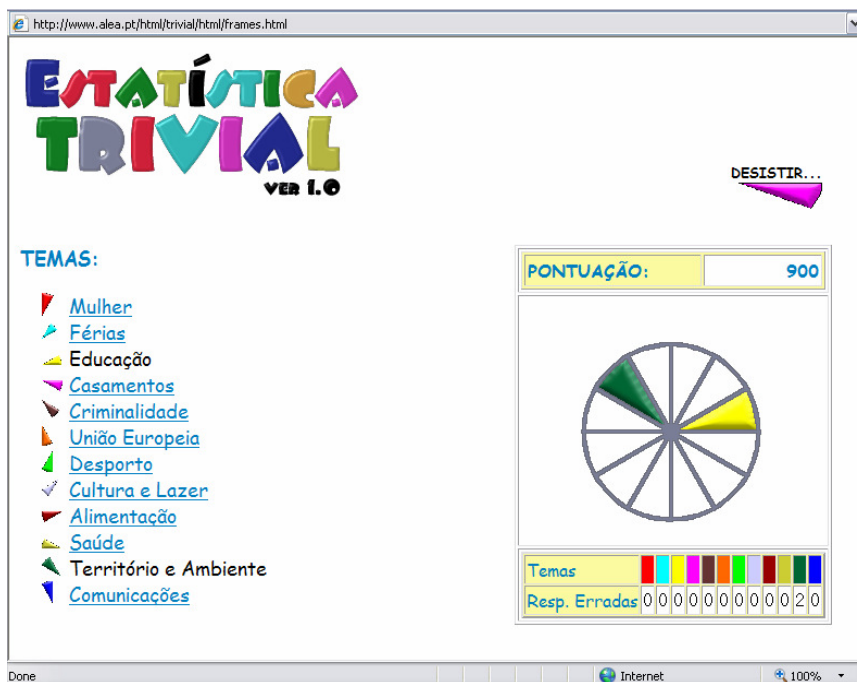 http://www.alea.pt/html/trivial/html/frames.html
ESTATÍSTICA
TRIVIAL
VER 1.0
DESISTIR...
TEMAS:
Mulher
Férias
Educação
Casamentos
Criminalidade
União Europeia
Desporto
Cultura e Lazer
Alimentação
Saúde
Território e Ambiente
Comunicações
PONTUAÇÃO: 900
Temas
Resp. Erradas 0 0 0 0 0 0 0 0 0 0 2 0
Done Internet 100%